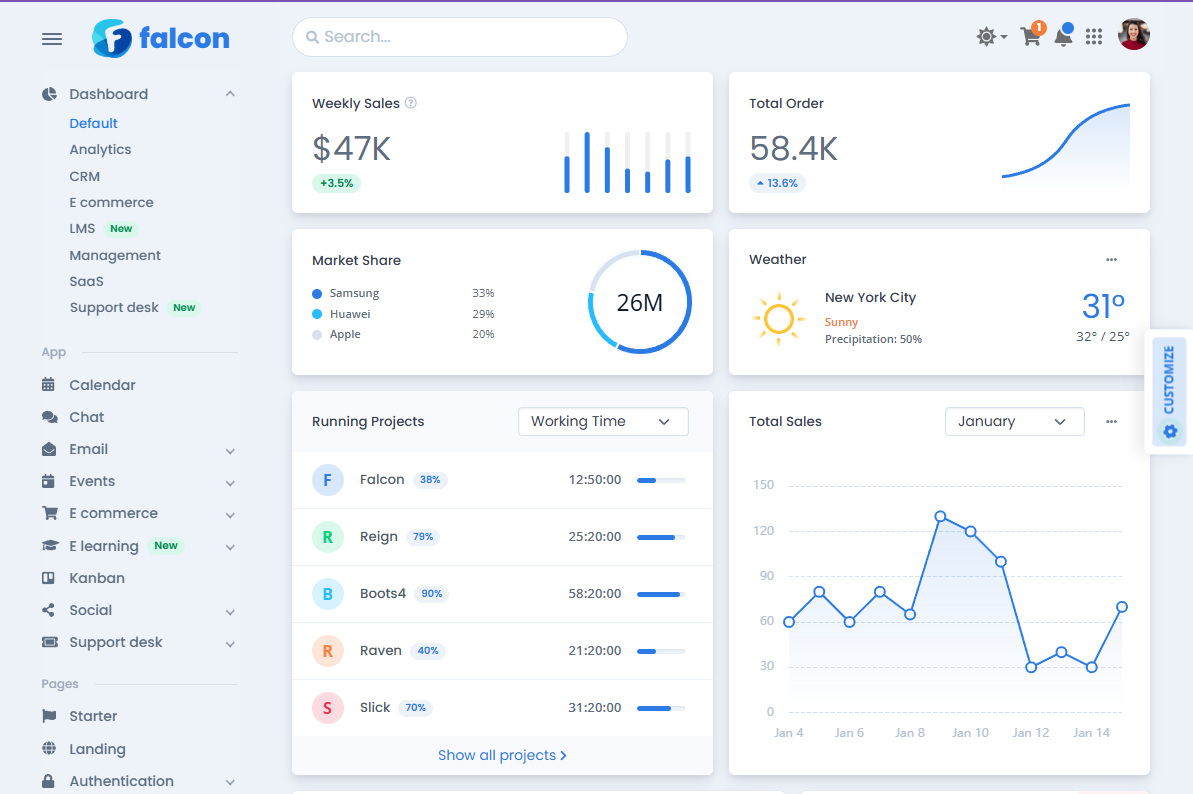 falcon
Search...
1
Dashboard
Default
Analytics
CRM
E commerce
LMS New
Management
SaaS
Support desk New
App
Calendar
Chat
Email
Events
E commerce
E learning New
Kanban
Social
Support desk
Pages
Starter
Landing
Authentication
Weekly Sales ?
$47K
+3.5%
Total Order
58.4K
13.6%
Market Share
Samsung 33%
Huawei 29%
Apple 20%
26M
Weather
New York City
Sunny
Precipitation: 50%
31°
32° / 25°
Running Projects Working Time
F Falcon 38% 12:50:00
R Reign 79% 25:20:00
B Boots4 90% 58:20:00
R Raven 40% 21:20:00
S Slick 70% 31:20:00
Show all projects
Total Sales January
150
120
90
60
30
0
Jan 4 Jan 6 Jan 8 Jan 10 Jan 12 Jan 14
CUSTOMIZE